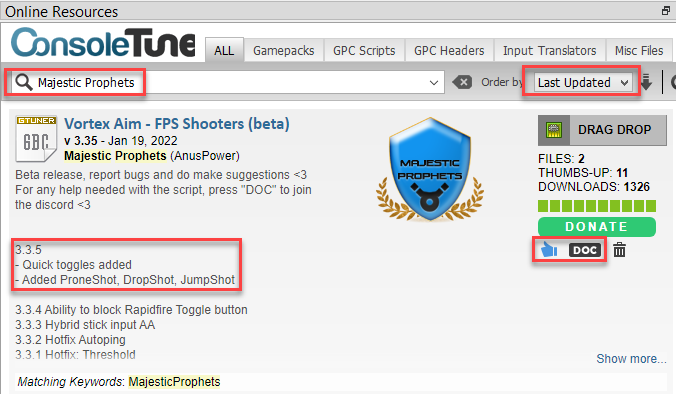 Online Resources
ConsoleTune
ALL
Gamepacks
GPC Scripts
GPC Headers
Input Translators
Misc Files
Majestic Prophets
Order by
Last Updated
GTUNER
GBC
Vortex Aim - FPS Shooters (beta)
v 3.35 - Jan 19, 2022
Majestic Prophets (AnusPower)
Beta release, report bugs and do make suggestions <3
For any help needed with the script, press "DOC" to join
the discord <3
3.3.5
- Quick toggles added
- Added ProneShot, DropShot, JumpShot
3.3.4 Ability to block Rapidfire Toggle button
3.3.3 Hybrid stick input AA
3.3.2 Hotfix Autoping
3.3.1 Hotfix: Threshold
MAJESTIC
PROPHETS
DRAG DROP
FILES: 2
THUMBS-UP: 11
DOWNLOADS: 1326
DONATE
DOC
Show more...
Matching Keywords: MajesticProphets